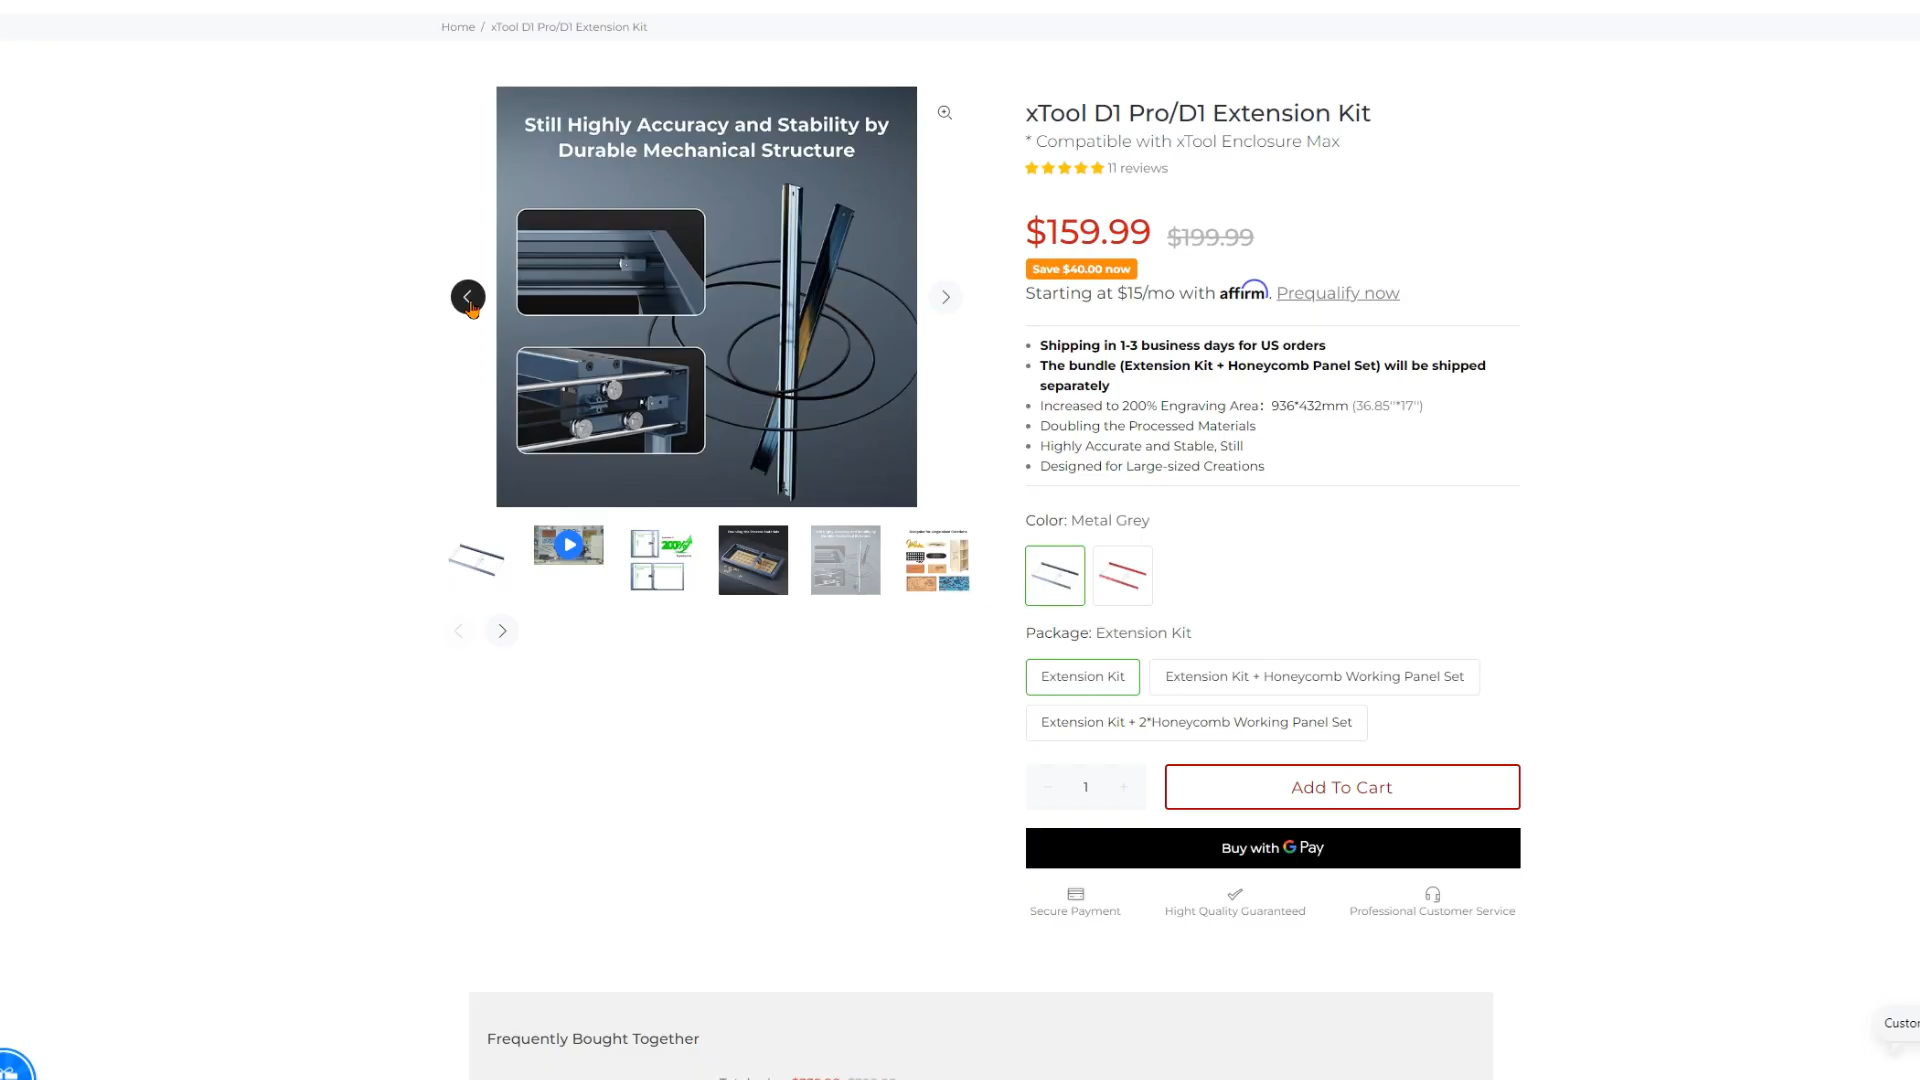 Home / xTool D1 Pro/D1 Extension Kit
Still Highly Accuracy and Stability by
Durable Mechanical Structure
xTool D1 Pro/D1 Extension Kit
* Compatible with xTool Enclosure Max
11 reviews
$159.99 $199.99
Save $40.00 now
Starting at $15/mo with affirm. Prequalify now
Shipping in 1-3 business days for US orders
The bundle (Extension Kit + Honeycomb Panel Set) will be shipped
separately
Increased to 200% Engraving Area：936*432mm (36.85''*17'')
Doubling the Processed Materials
Highly Accurate and Stable, Still
Designed for Large-sized Creations
200%
Color: Metal Grey
Package: Extension Kit
Extension Kit
Extension Kit + Honeycomb Working Panel Set
Extension Kit + 2*Honeycomb Working Panel Set
− 1 +
Add To Cart
Buy with G Pay
Secure Payment
Hight Quality Guaranteed
Professional Customer Service
Frequently Bought Together
Custom